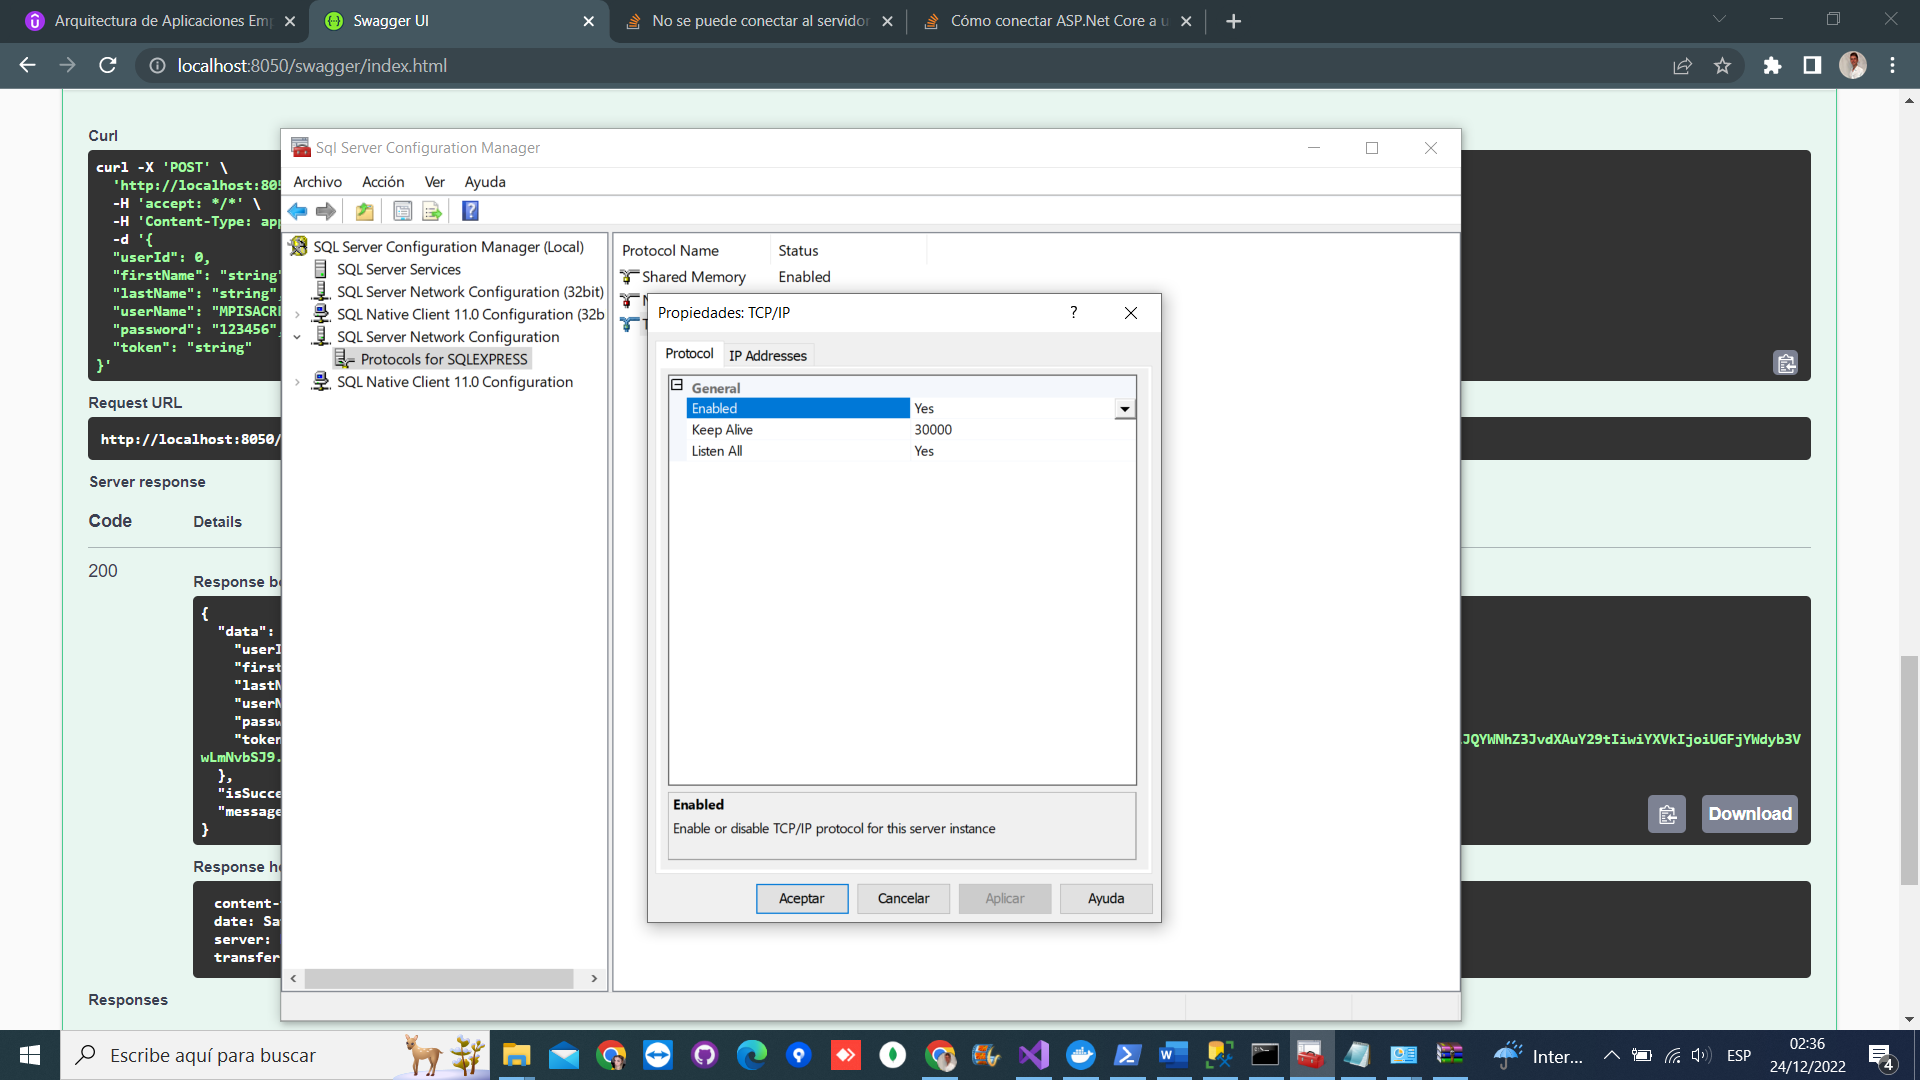 Arquitectura de Aplicaciones Em
Swagger UI
No se puede conectar al servidor
Cómo conectar ASP.Net Core a u
localhost:8050/swagger/index.html
Curl
curl -X 'POST' \
'http://localhost:805
-H 'accept: */*' \
-H 'Content-Type: app
-d '{
"userId": 0,
"firstName": "string"
"lastName": "string",
"userName": "MPISACR
"password": "123456",
"token": "string"
}'
Request URL
http://localhost:8050/
Server response
Code
Details
200
Response b
{
"data":
"userI
"first
"lastN
"userN
"passw
"token
JQYWNhZ3JvdXAuY29tIiwiYXVkIjoiUGFjYWdyb3V
wLmNvbSJ9.
},
"isSucce
"message
}
Download
Response he
content-
date: Sa
server:
transfer
Responses
Sql Server Configuration Manager
Archivo Acción Ver Ayuda
SQL Server Configuration Manager (Local)
SQL Server Services
SQL Server Network Configuration (32bit)
SQL Native Client 11.0 Configuration (32b
SQL Server Network Configuration
Protocols for SQLEXPRESS
SQL Native Client 11.0 Configuration
Protocol Name Status
Shared Memory Enabled
N
T
Propiedades: TCP/IP
?
Protocol
IP Addresses
General
Enabled Yes
Keep Alive 30000
Listen All Yes
Enabled
Enable or disable TCP/IP protocol for this server instance
Aceptar
Cancelar
Aplicar
Ayuda
Escribe aquí para buscar
Inter...
ESP
02:36
24/12/2022
4